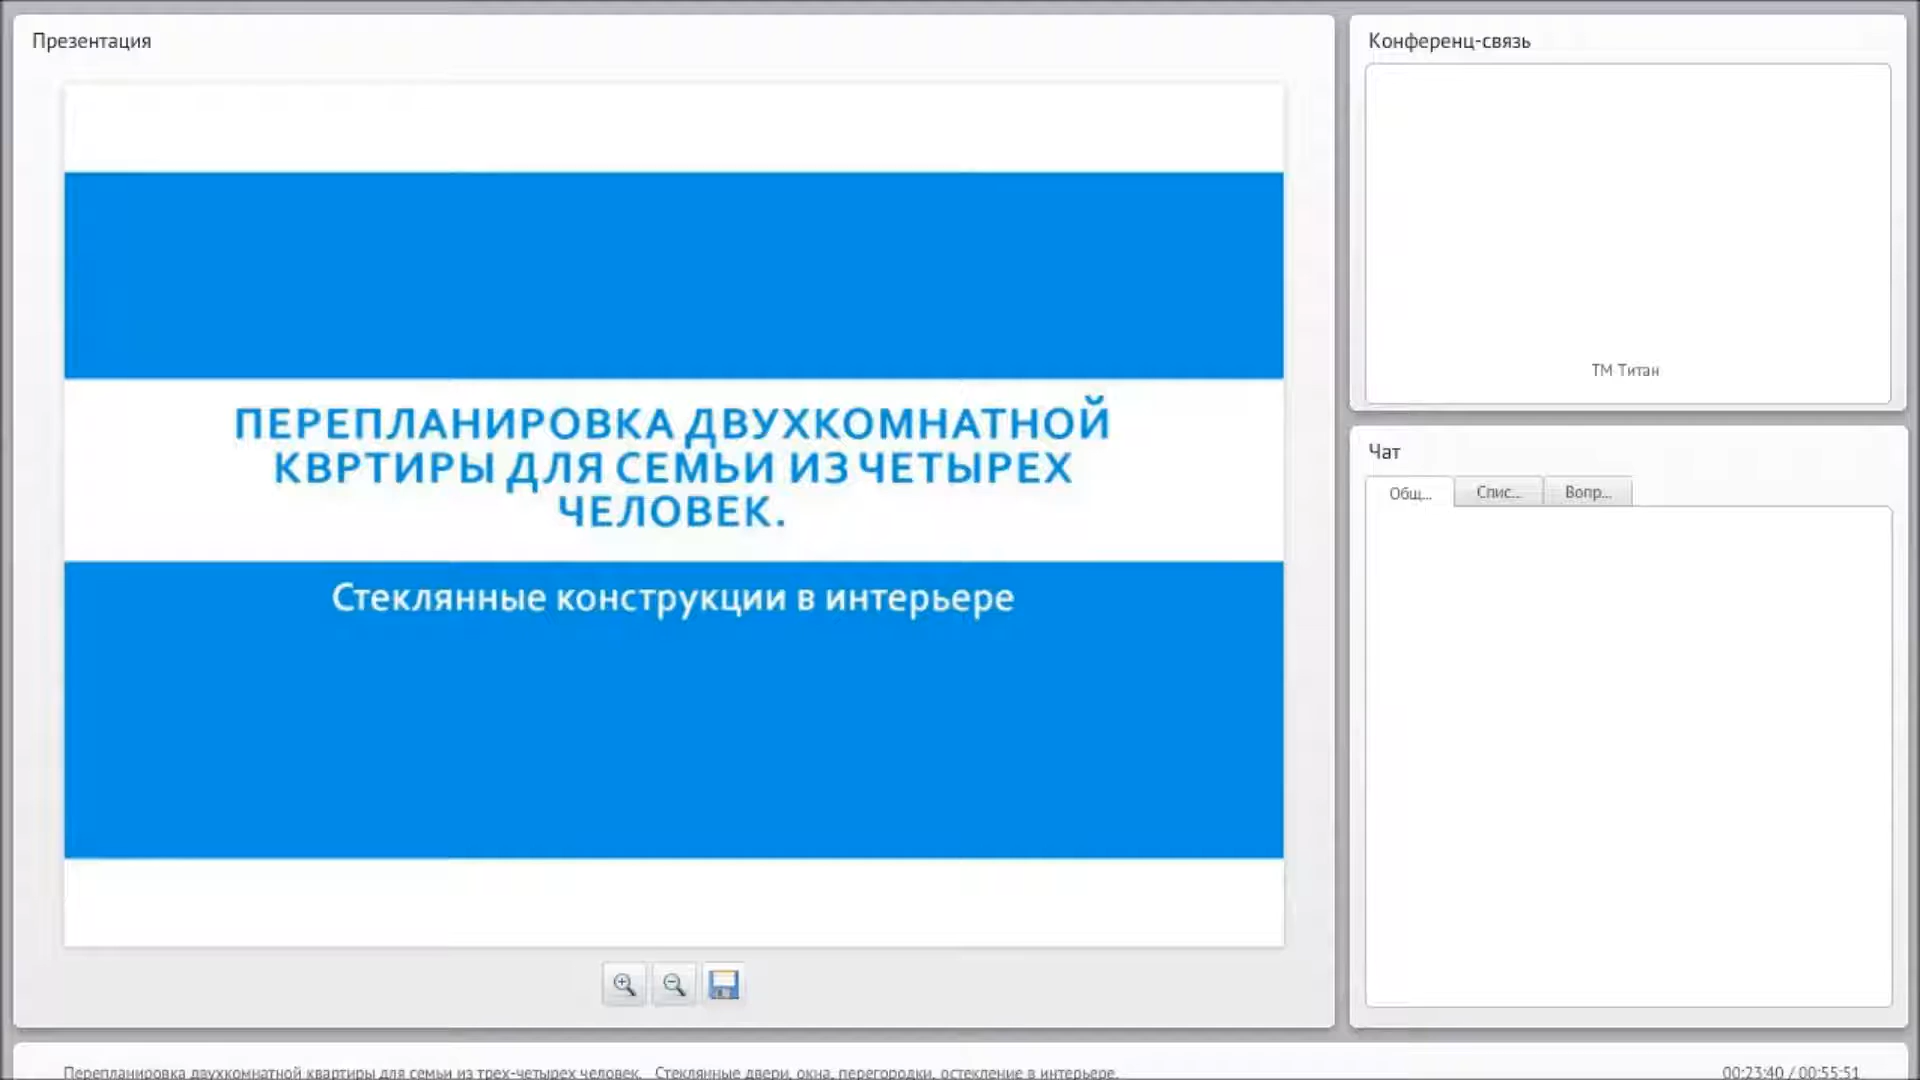 Презентация
ПЕРЕПЛАНИРОВКА ДВУХКОМНАТНОЙ
КВРТИРЫ ДЛЯ СЕМЬИ ИЗ ЧЕТЫРЕХ
ЧЕЛОВЕК.
Стеклянные конструкции в интерьере
Конференц-связь
ТМ Титан
Чат
Общ... Спис... Вопр...
Перепланировка двухкомнатной квартиры для семьи из трех-четырех человек. Стеклянные двери, окна, перегородки, остекление в интерьере.
00:23:40 / 00:55:51